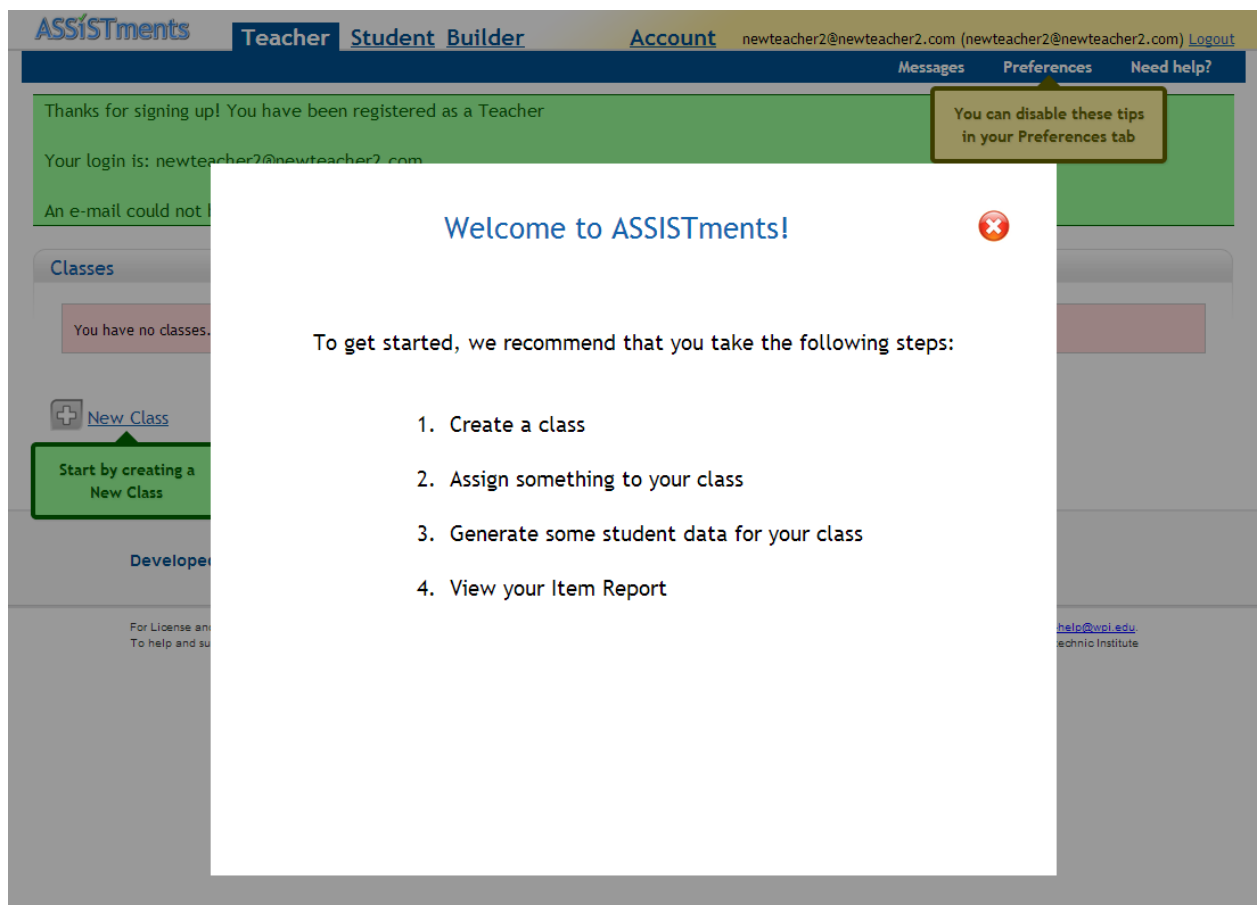 ASSiSTments
Teacher Student Builder Account newteacher2@newteacher2.com (newteacher2@newteacher2.com) Logout
Messages Preferences Need help?
Thanks for signing up! You have been registered as a Teacher
You can disable these tips
in your Preferences tab
Your login is: newteacher2@newteacher2.com
An e-mail could not
Welcome to ASSISTments!
Classes
You have no classes.
To get started, we recommend that you take the following steps:
New Class
Start by creating a
New Class
1. Create a class
2. Assign something to your class
3. Generate some student data for your class
4. View your Item Report
For License
help@wpi.edu.
To help and
Institute